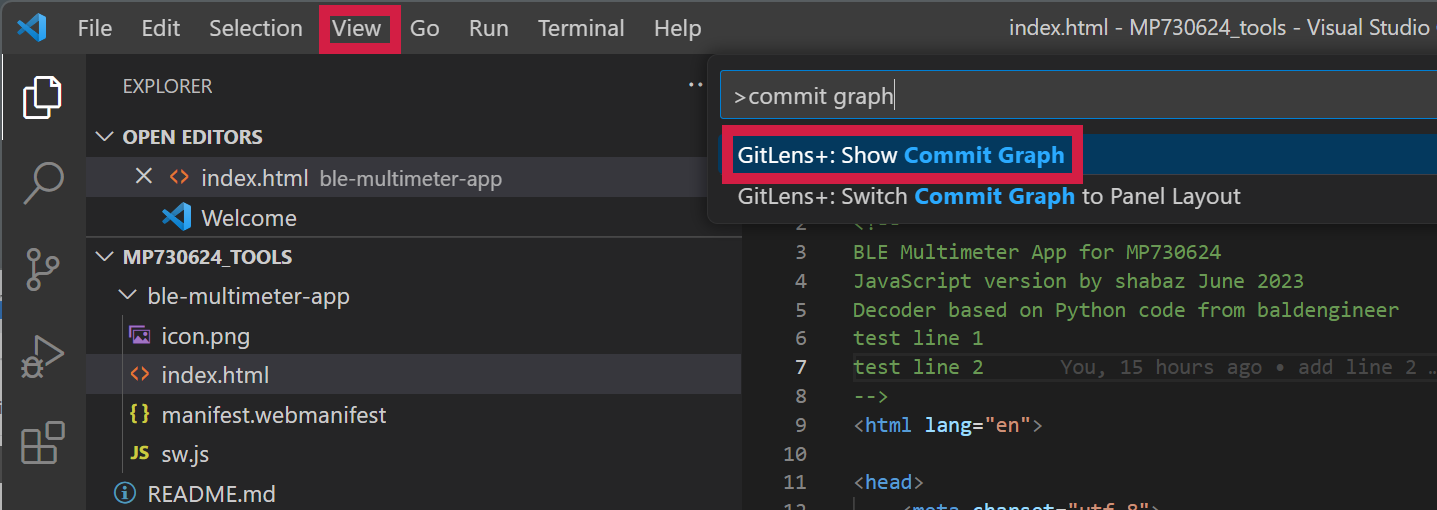 File Edit Selection View Go Run Terminal Help index.html - MP730624_tools - Visual Studio
EXPLORER ··
OPEN EDITORS
index.html ble-multimeter-app
Welcome
MP730624_TOOLS
ble-multimeter-app
icon.png
index.html
{} manifest.webmanifest
JS sw.js
README.md
>commit graph
GitLens+: Show Commit Graph
GitLens+: Switch Commit Graph to Panel Layout
2 <!--
3 BLE Multimeter App for MP730624
4 JavaScript version by shabaz June 2023
5 Decoder based on Python code from baldengineer
6 test line 1
7 test line 2 You, 15 hours ago • add line 2 …
8 -->
9 <html lang="en">
10
11 <head>
12 <meta charset="utf-8">